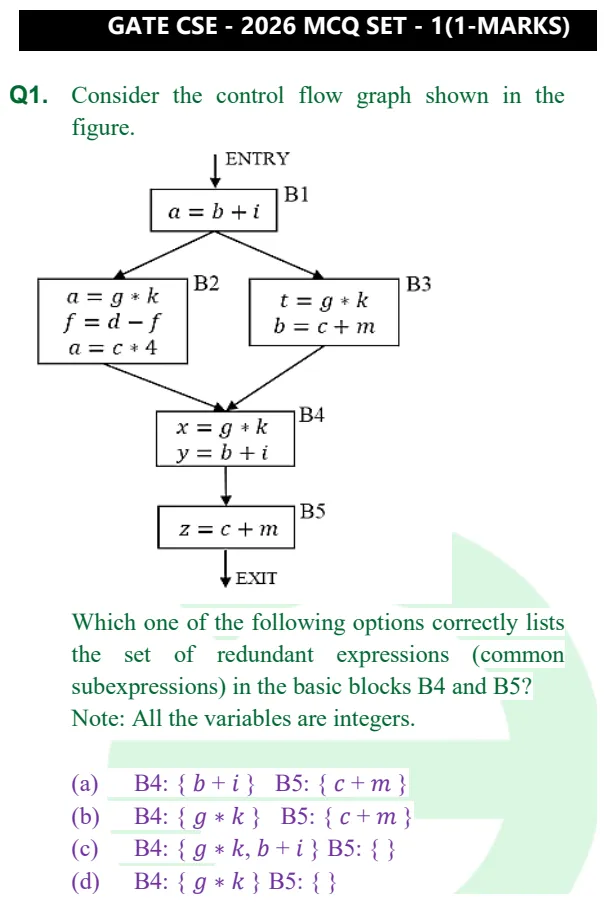 GATE CSE - 2026 MCQ SET - 1(1-MARKS)
Q1. Consider the control flow graph shown in the
figure.
ENTRY
B1
a = b + i
B2
a = g * k
f = d − f
a = c * 4
B3
t = g * k
b = c + m
B4
x = g * k
y = b + i
B5
z = c + m
EXIT
Which one of the following options correctly lists
the set of redundant expressions (common
subexpressions) in the basic blocks B4 and B5?
Note: All the variables are integers.
(a) B4: { b + i } B5: { c + m }
(b) B4: { g * k } B5: { c + m }
(c) B4: { g * k, b + i } B5: { }
(d) B4: { g * k } B5: { }